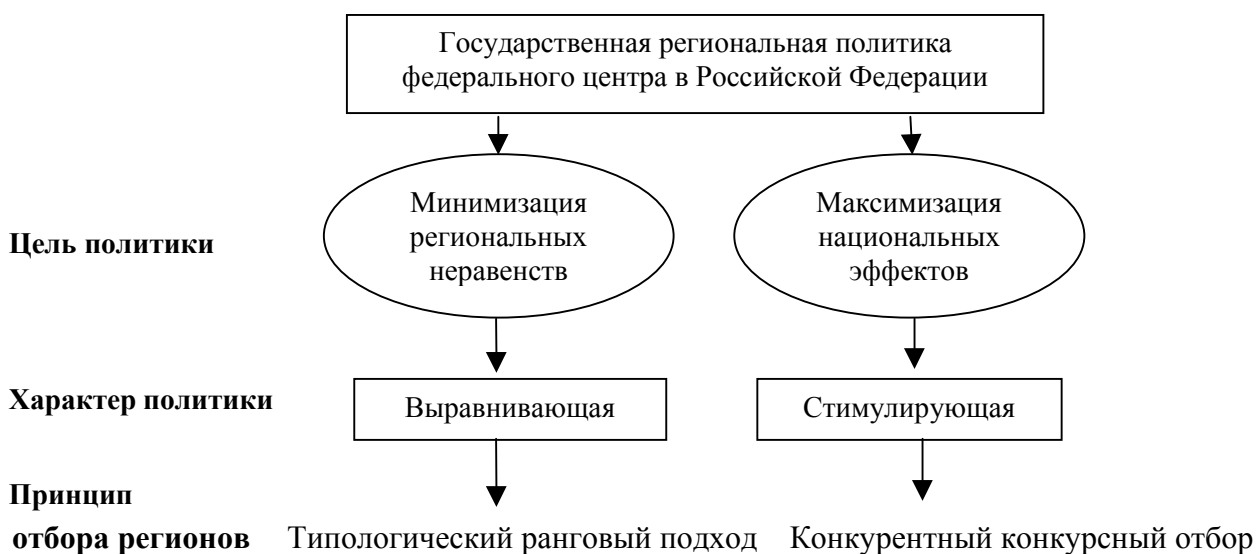 Государственная региональная политика
федерального центра в Российской Федерации
Цель политики
Минимизация
региональных
неравенств
Максимизация
национальных
эффектов
Характер политики
Выравнивающая
Стимулирующая
Принцип
отбора регионов
Типологический ранговый подход
Конкурентный конкурсный отбор